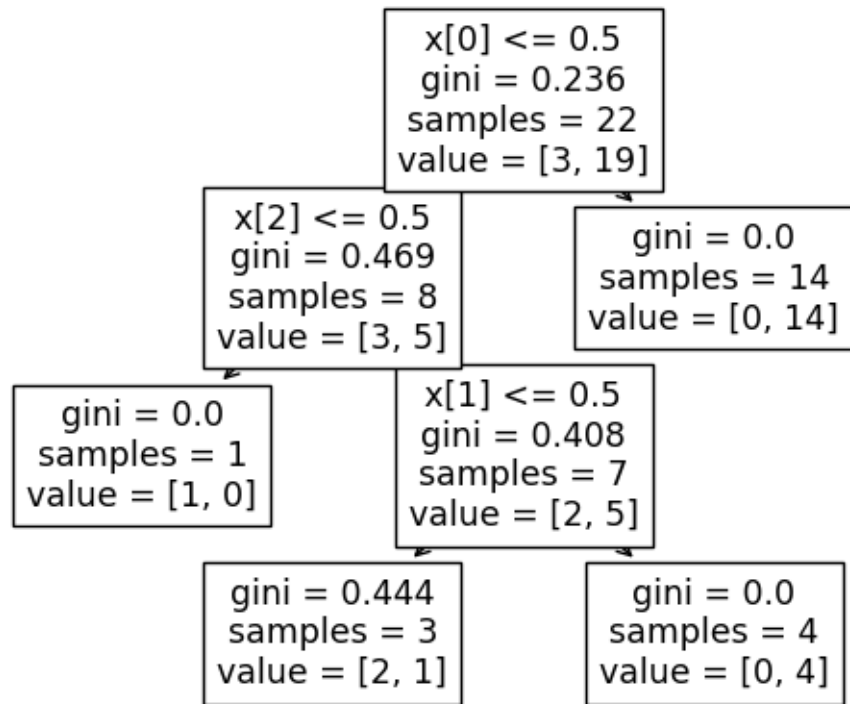 x[0] <= 0.5
gini = 0.236
samples = 22
value = [3, 19]
x[2] <= 0.5
gini = 0.469
samples = 8
value = [3, 5]
gini = 0.0
samples = 14
value = [0, 14]
gini = 0.0
samples = 1
value = [1, 0]
x[1] <= 0.5
gini = 0.408
samples = 7
value = [2, 5]
gini = 0.444
samples = 3
value = [2, 1]
gini = 0.0
samples = 4
value = [0, 4]